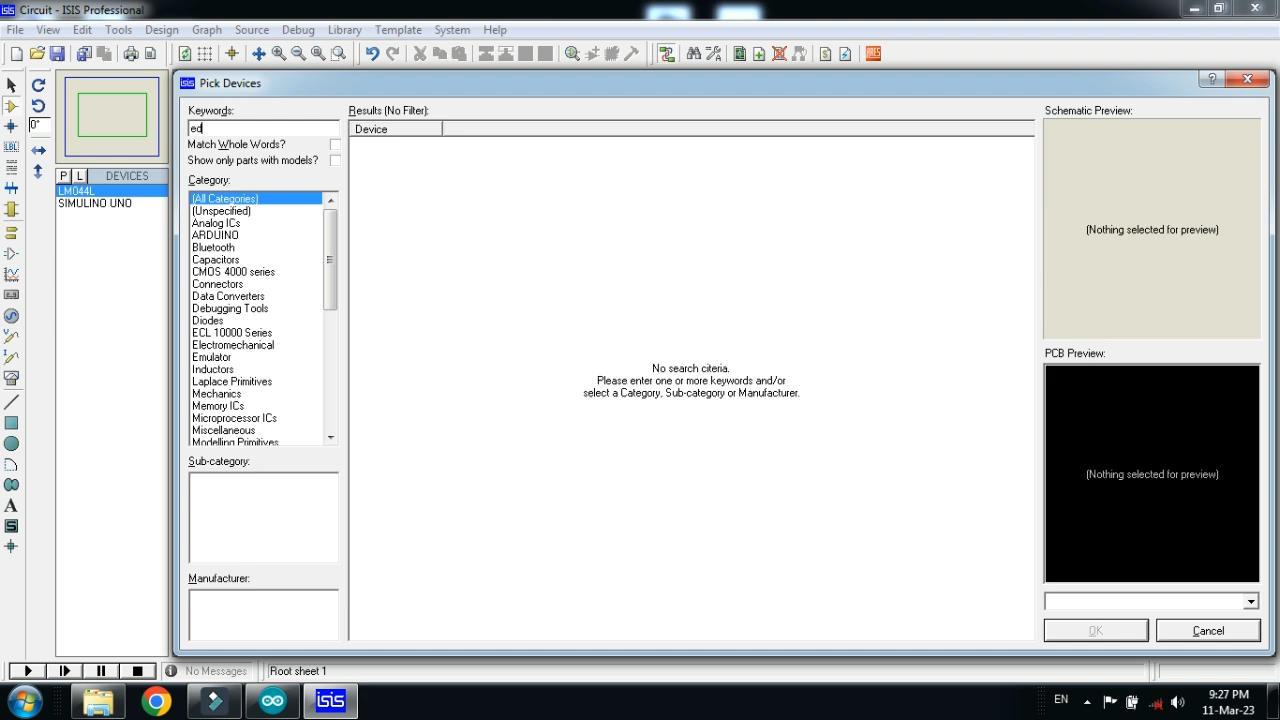 ISIS Circuit - ISIS Professional
File View Edit Tools Design Graph Source Debug Library Template System Help
ARES
isis Pick Devices
Keywords:
ed
Match Whole Words?
Show only parts with models?
Category:
(All Categories)
(Unspecified)
Analog ICs
ARDUINO
Bluetooth
Capacitors
CMOS 4000 series
Connectors
Data Converters
Debugging Tools
Diodes
ECL 10000 Series
Electromechanical
Emulator
Inductors
Laplace Primitives
Mechanics
Memory ICs
Microprocessor ICs
Miscellaneous
Modelling Primitives
Sub-category:
Manufacturer:
Results (No Filter):
Device
No search citeria.
Please enter one or more keywords and/or
select a Category, Sub-category or Manufacturer.
Schematic Preview:
(Nothing selected for preview)
PCB Preview:
(Nothing selected for preview)
OK Cancel
0°
LBL
A
S
P L DEVICES
LM044L
SIMULINO UNO
No Messages Root sheet 1
isis
EN
9:27 PM
11-Mar-23